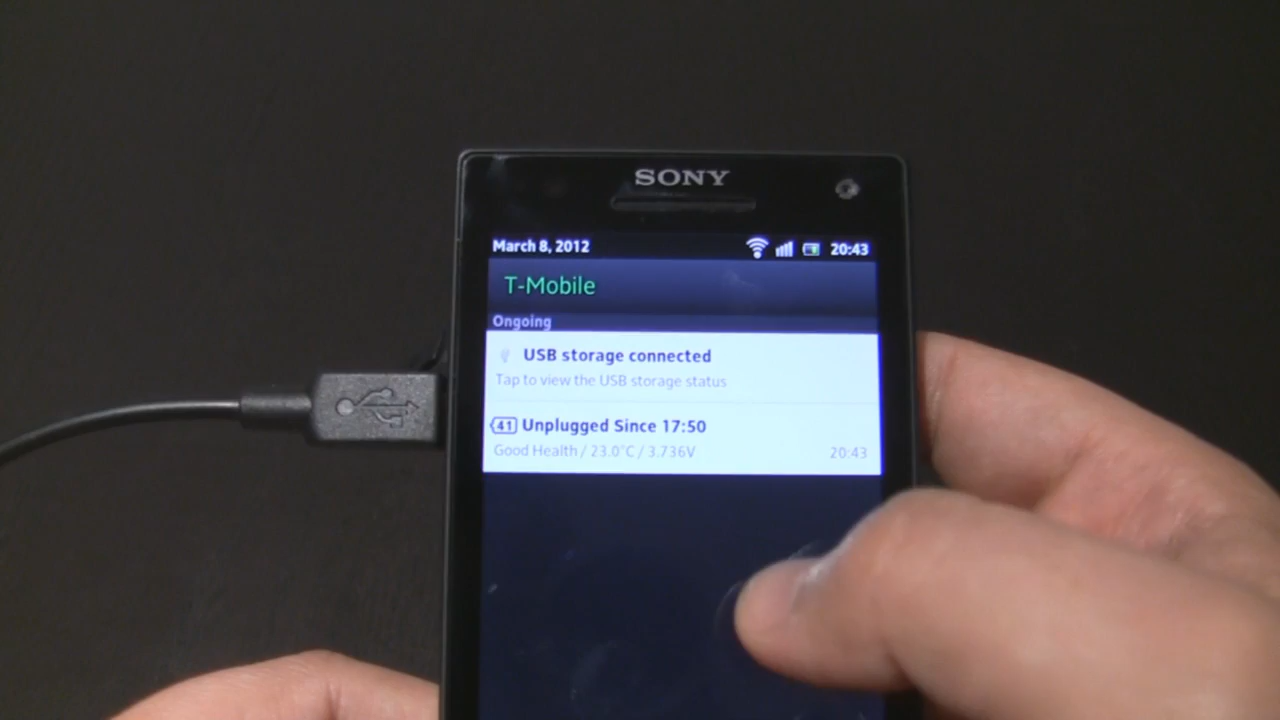 SONY
March 8, 2012 20:43
T-Mobile
Ongoing
USB storage connected
Tap to view the USB storage status
41 Unplugged Since 17:50
Good Health / 23.0°C / 3.736V 20:43